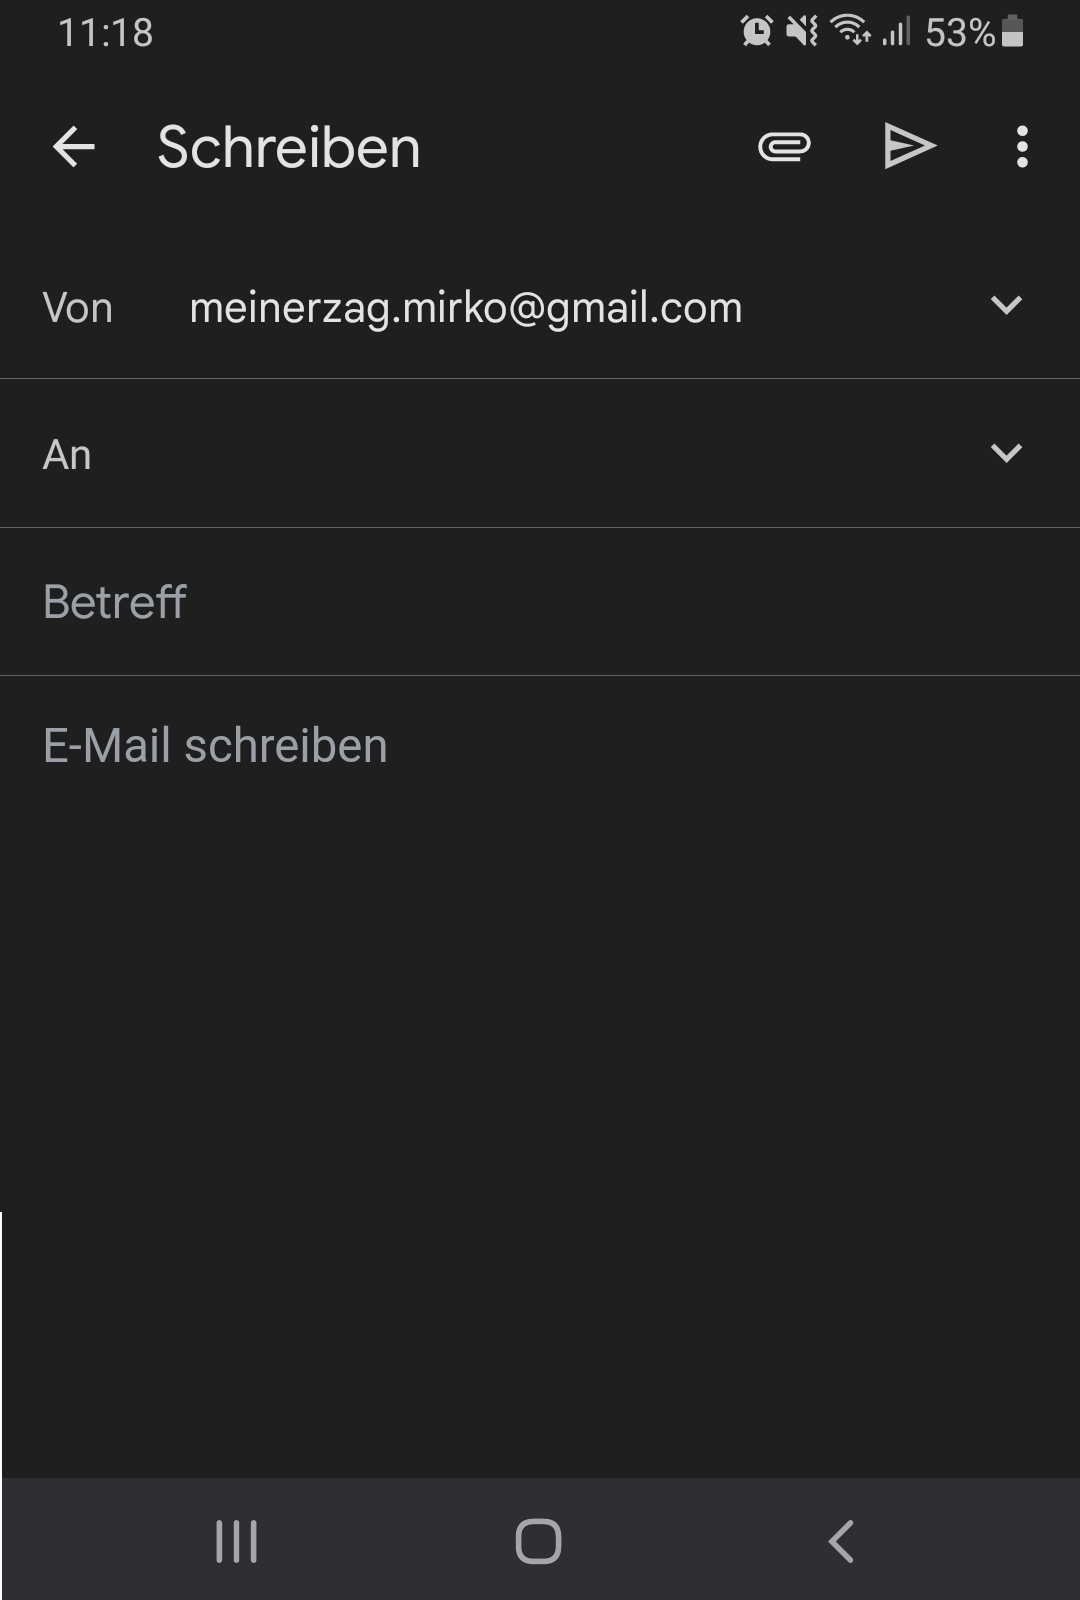 11:18 53%
Schreiben
Von meinerzag.mirko@gmail.com
An
Betreff
E-Mail schreiben